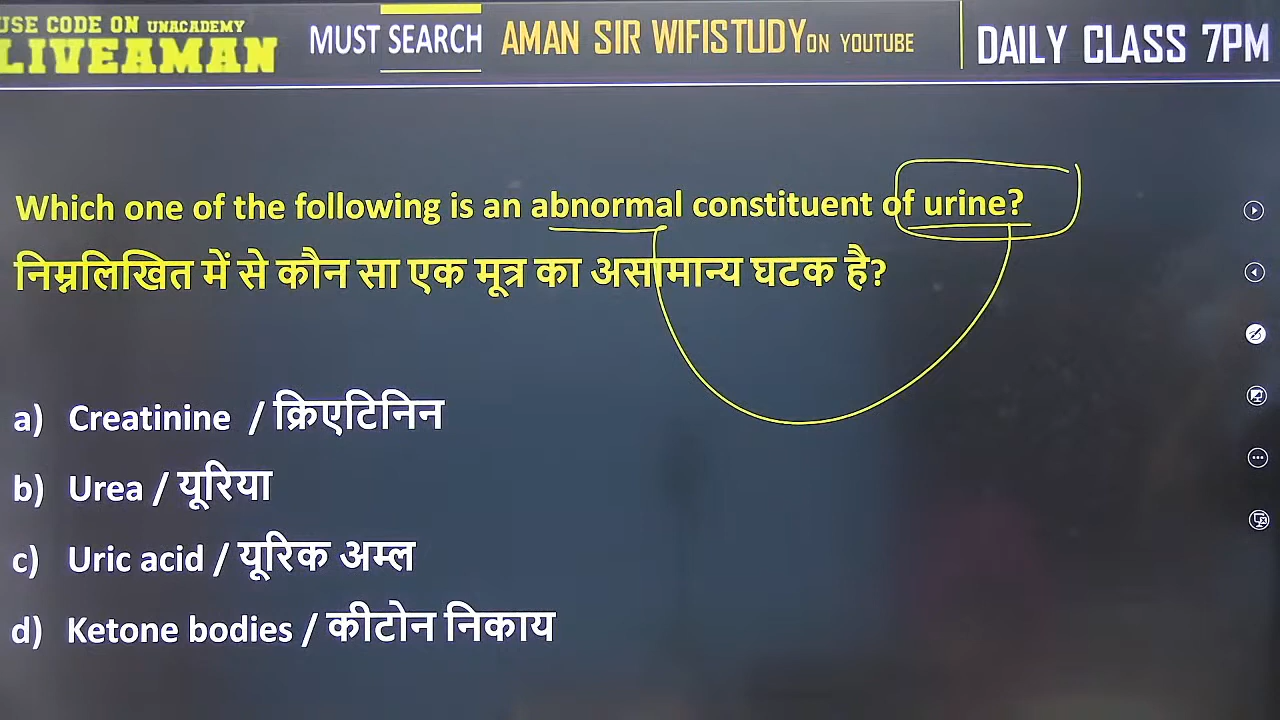 USE CODE ON UNACADEMY
LIVEAMAN
MUST SEARCH
AMAN SIR WIFISTUDY ON YOUTUBE
DAILY CLASS 7PM
Which one of the following is an abnormal constituent of urine?
निम्नलिखित में से कौन सा एक मूत्र का असामान्य घटक है?
a) Creatinine / क्रिएटिनिन
b) Urea / यूरिया
c) Uric acid / यूरिक अम्ल
d) Ketone bodies / कीटोन निकाय